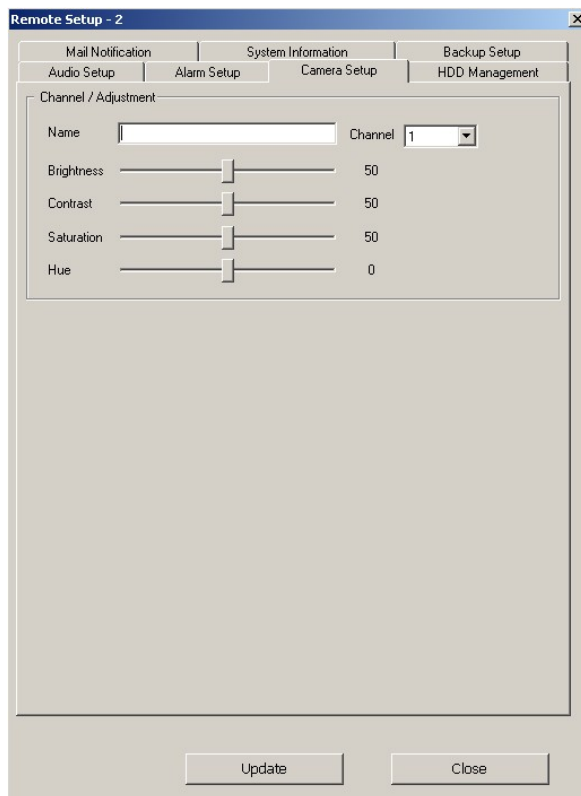 Remote Setup - 2
Mail Notification System Information Backup Setup
Audio Setup Alarm Setup Camera Setup HDD Management
Channel / Adjustment
Name Channel 1
Brightness 50
Contrast 50
Saturation 50
Hue 0
Update Close